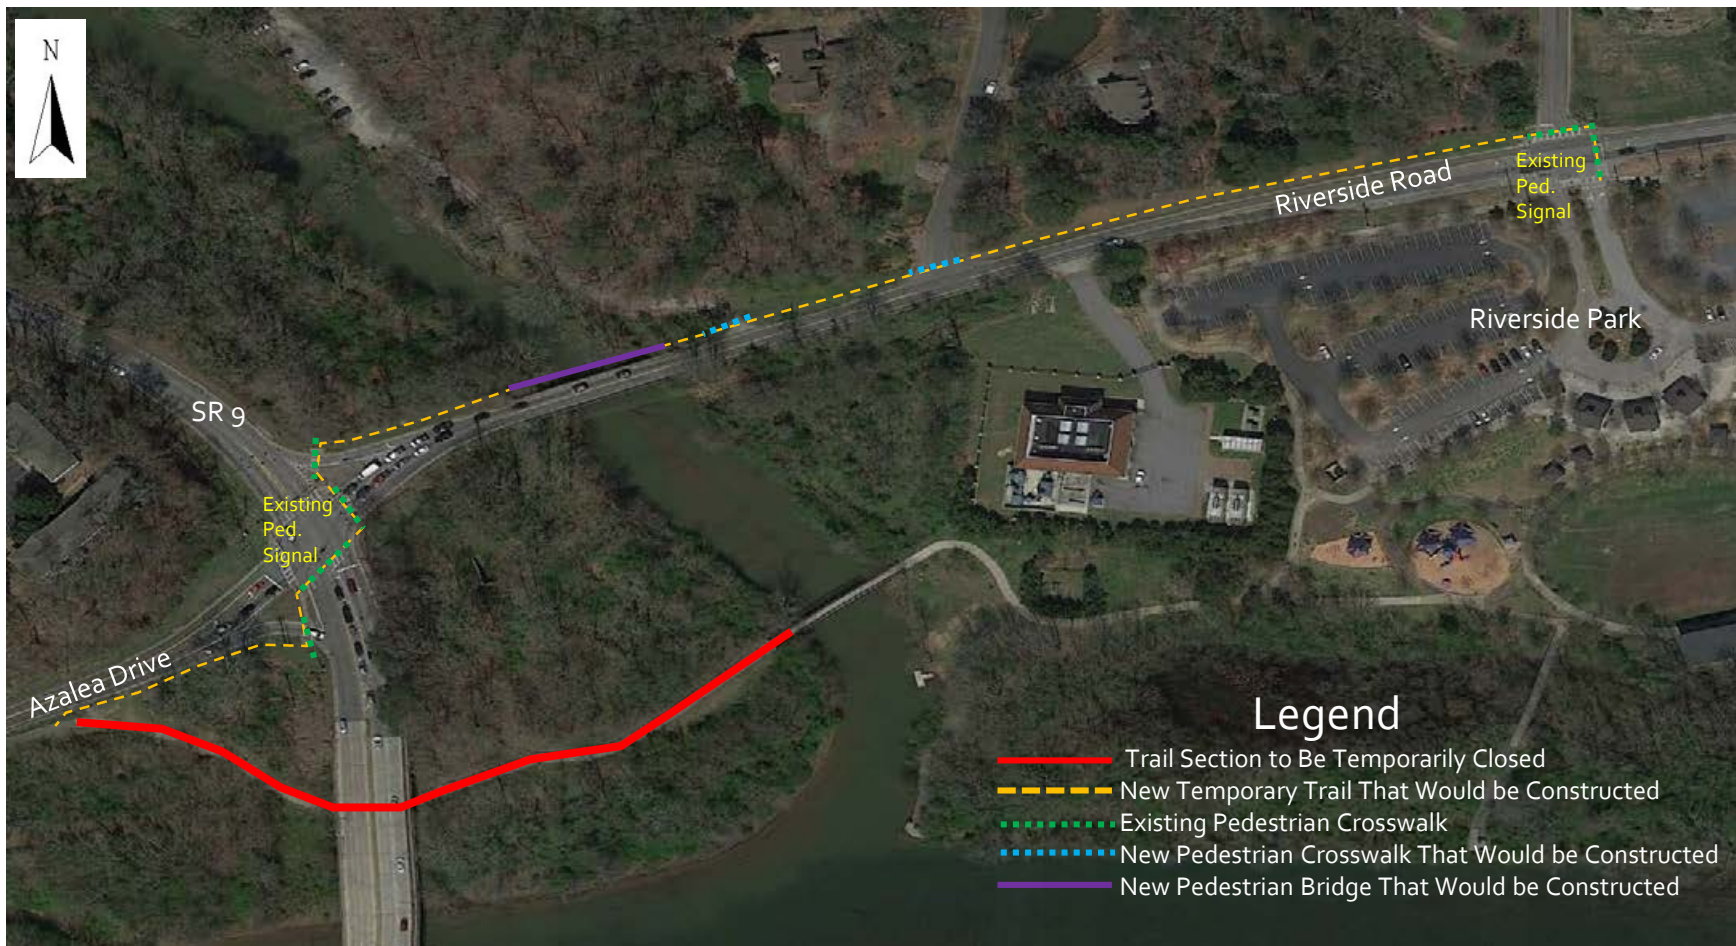 N
Existing
Ped.
Signal
Riverside Road
Riverside Park
SR 9
Existing
Ped.
Signal
Azalea Drive
Legend
Trail Section to Be Temporarily Closed
New Temporary Trail That Would be Constructed
Existing Pedestrian Crosswalk
New Pedestrian Crosswalk That Would be Constructed
New Pedestrian Bridge That Would be Constructed